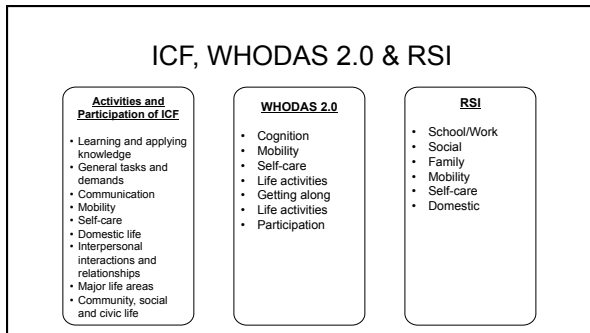 ICF, WHODAS 2.0 & RSI
Activities and
Participation of ICF
• Learning and applying
knowledge
• General tasks and
demands
• Communication
• Mobility
• Self-care
• Domestic life
• Interpersonal
interactions and
relationships
• Major life areas
• Community, social
and civic life
WHODAS 2.0
• Cognition
• Mobility
• Self-care
• Life activities
• Getting along
• Life activities
• Participation
RSI
• School/Work
• Social
• Family
• Mobility
• Self-care
• Domestic